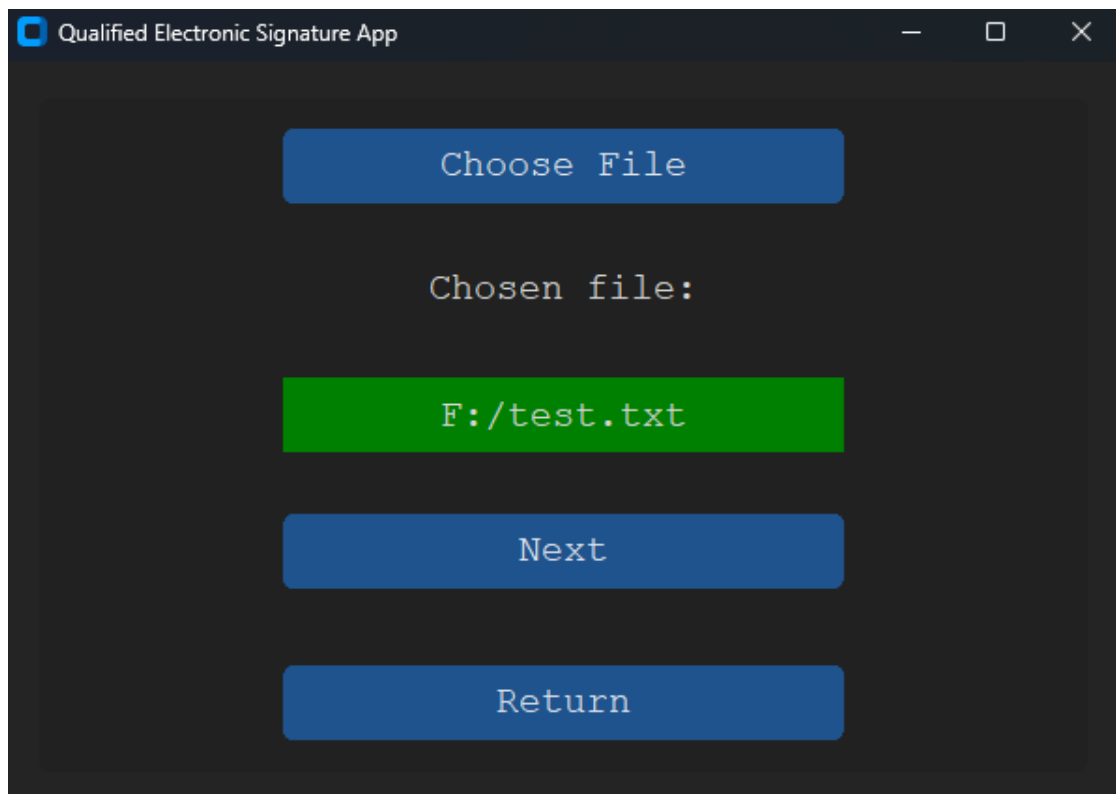 Qualified Electronic Signature App
Choose File
Chosen file:
F:/test.txt
Next
Return